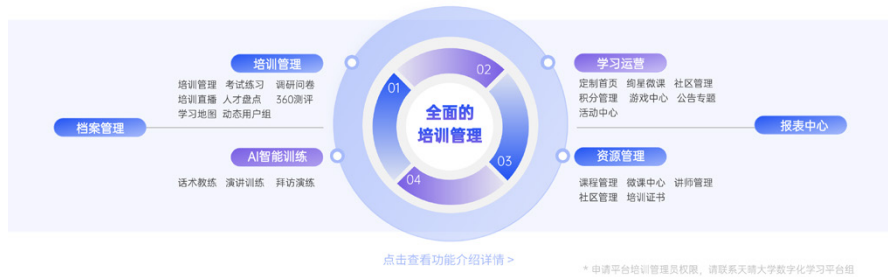 培训管理
培训管理 考试练习 调研问卷
培训直播 人才盘点 360测评
学习地图 动态用户组
档案管理
AI智能训练
话术教练 演讲训练 拜访演练
01
02
03
04
全面的
培训管理
学习运营
定制首页 绚星微课 社区管理
积分管理 游戏中心 公告专题
活动中心
报表中心
资源管理
课程管理 微课中心 讲师管理
社区管理 培训证书
点击查看功能介绍详情 >
* 申请平台培训管理员权限，请联系天晴大学数字化学习平台组